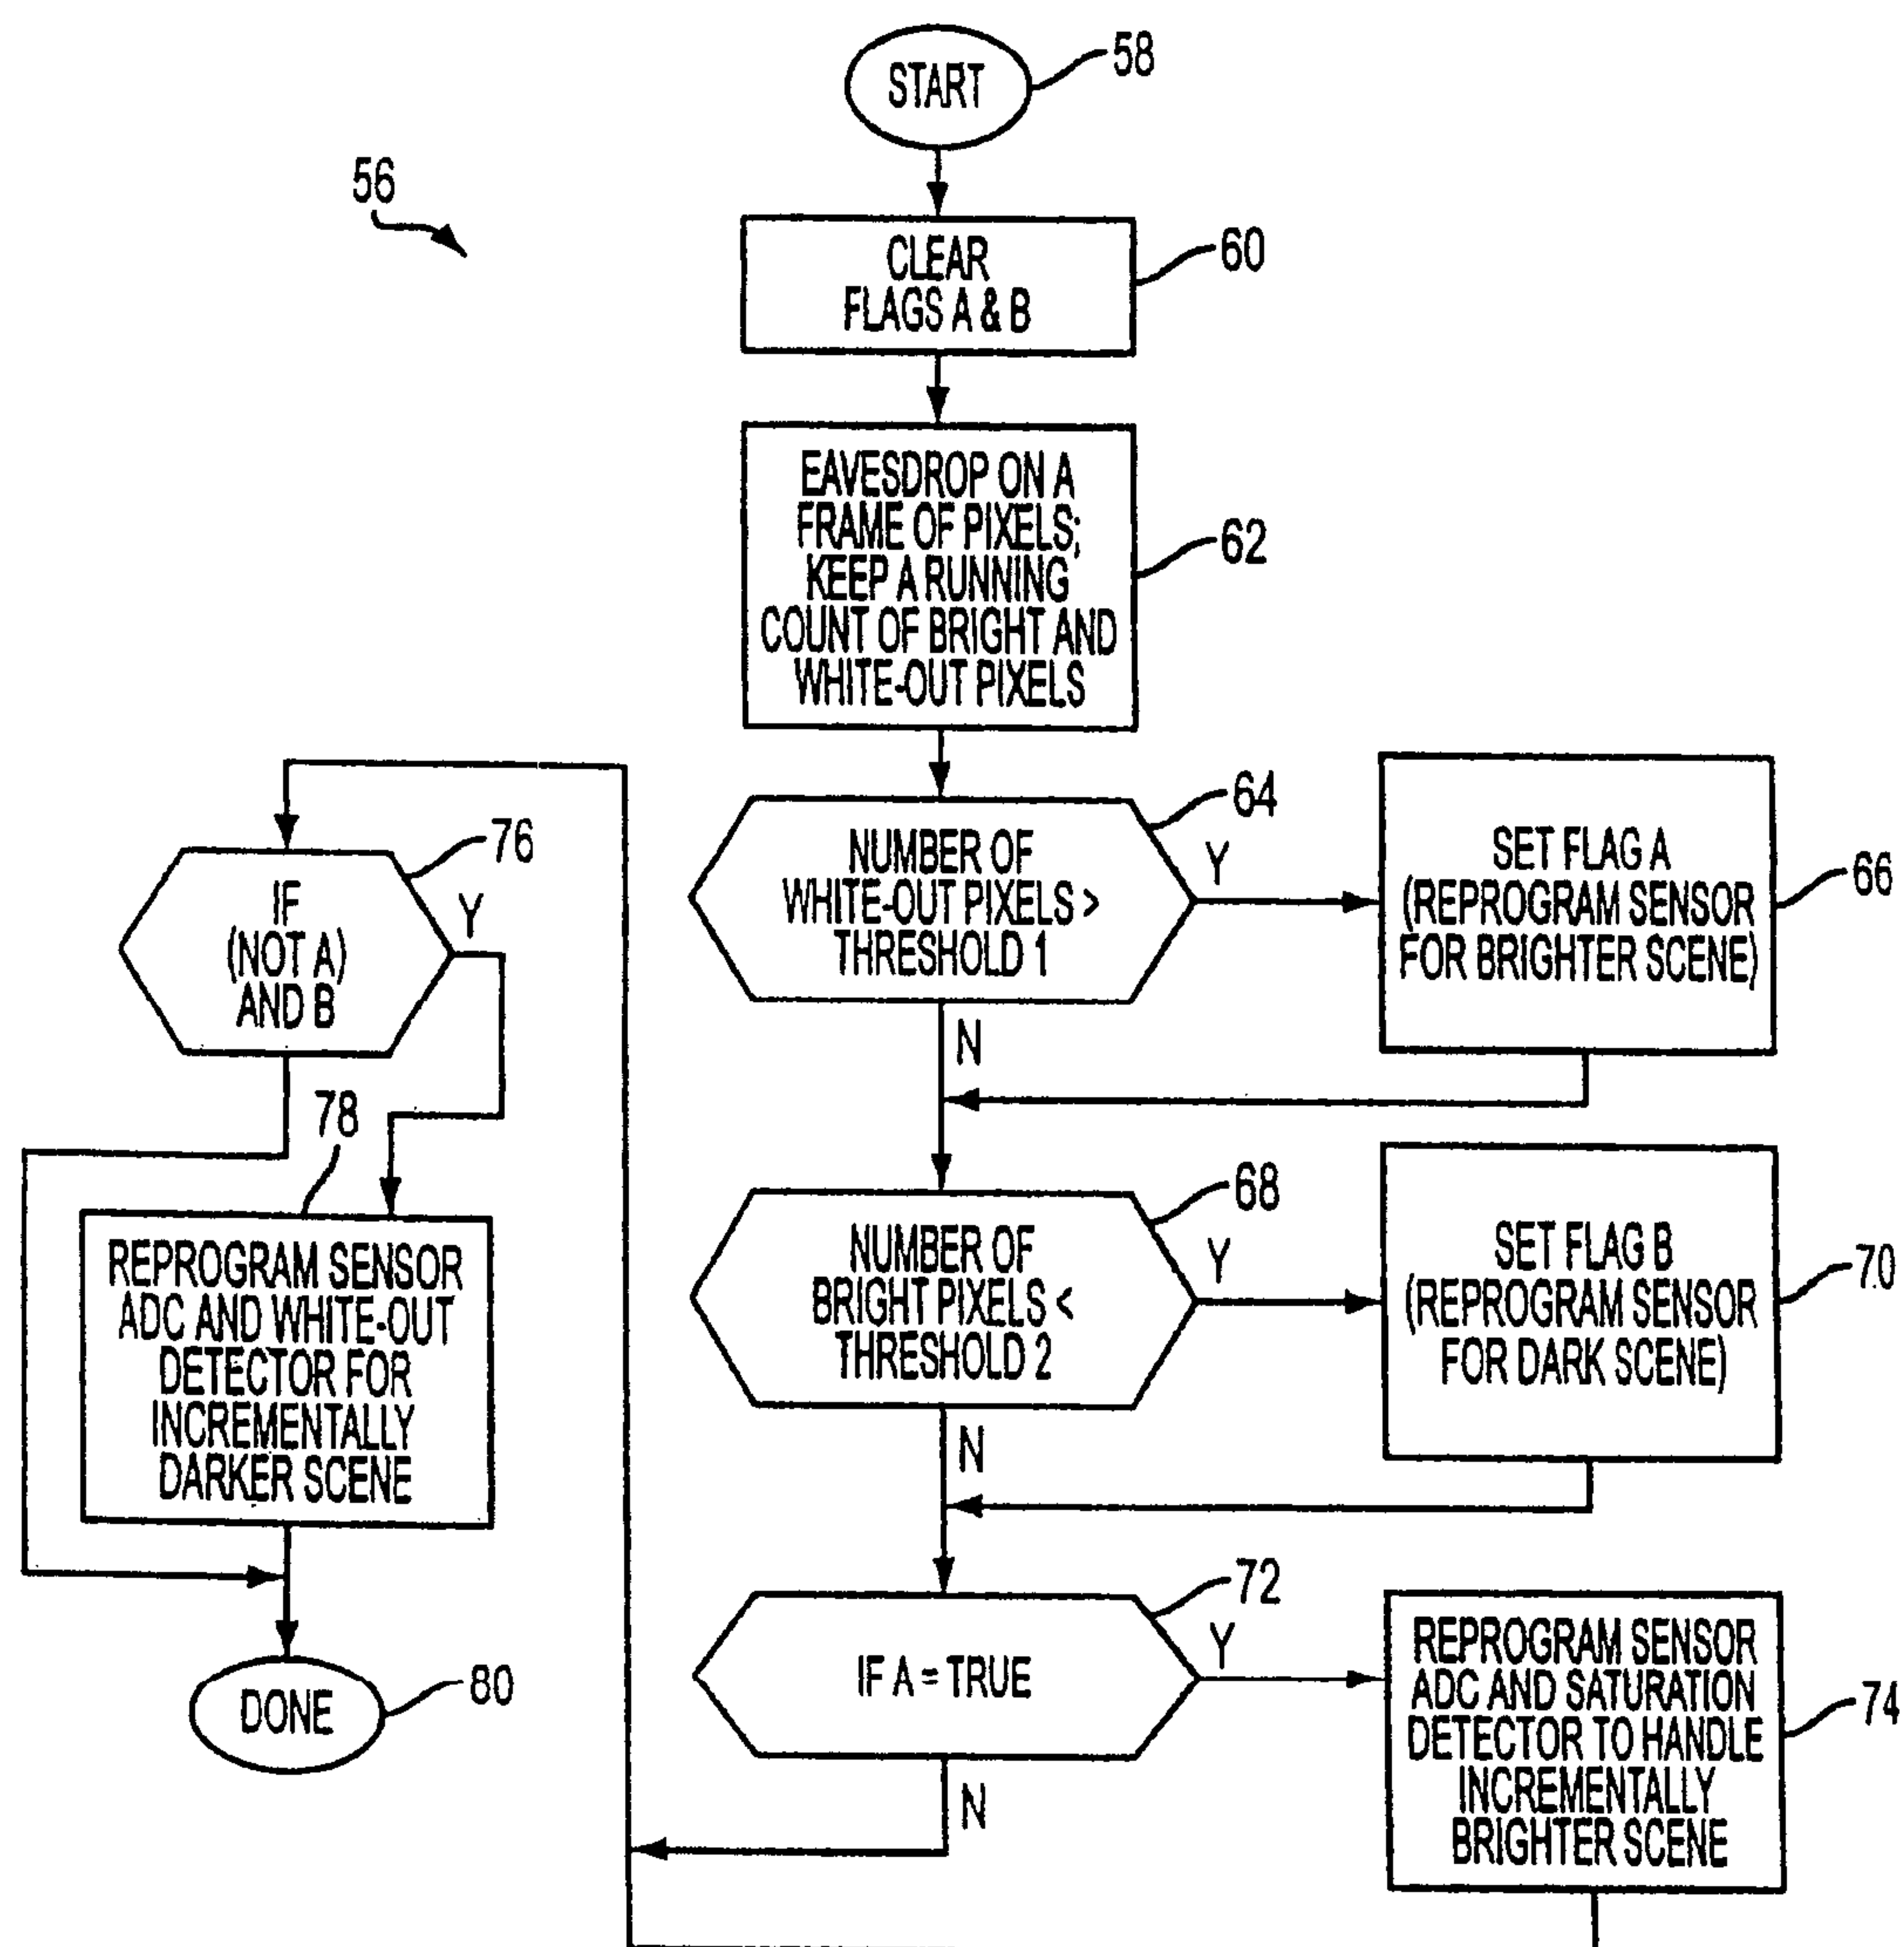 START
58
56
CLEAR
FLAGS A & B
60
EAVESDROP ON A
FRAME OF PIXELS;
KEEP A RUNNING
COUNT OF BRIGHT AND
WHITE-OUT PIXELS
62
NUMBER OF
WHITE-OUT PIXELS >
THRESHOLD 1
64
Y
N
SET FLAG A
(REPROGRAM SENSOR
FOR BRIGHTER SCENE)
66
NUMBER OF
BRIGHT PIXELS <
THRESHOLD 2
68
Y
N
SET FLAG B
(REPROGRAM SENSOR
FOR DARK SCENE)
70
IF A = TRUE
72
Y
N
REPROGRAM SENSOR
ADC AND SATURATION
DETECTOR TO HANDLE
INCREMENTALLY
BRIGHTER SCENE
74
IF
(NOT A)
AND B
76
Y
REPROGRAM SENSOR
ADC AND WHITE-OUT
DETECTOR FOR
INCREMENTALLY
DARKER SCENE
78
DONE
80